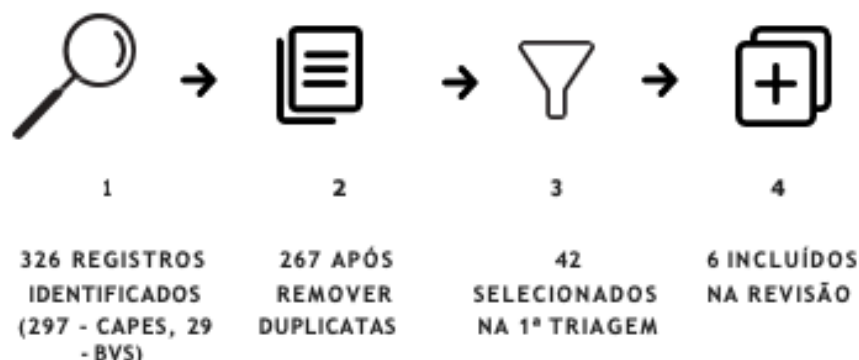 1
326 REGISTROS
IDENTIFICADOS
(297 - CAPES, 29
- BVS)
2
267 APÓS
REMOVER
DUPLICATAS
3
42
SELECIONADOS
NA 1ª TRIAGEM
4
6 INCLUÍDOS
NA REVISÃO